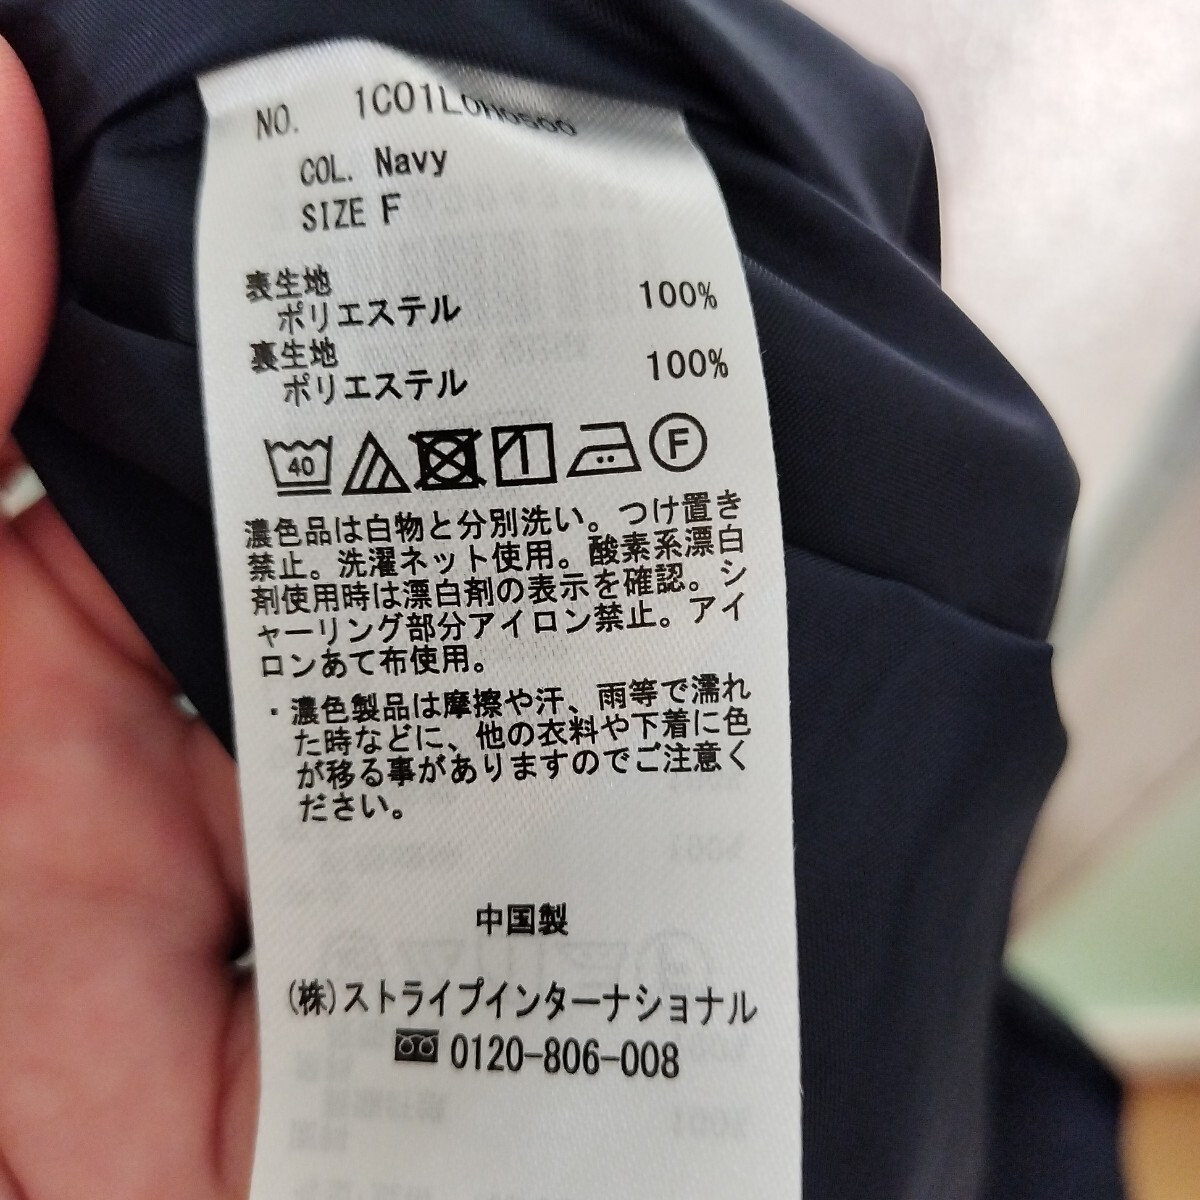 NO.
COL. Navy
SIZE F
表生地
ポリエステル 100%
裏生地
ポリエステル 100%
40 F
濃色品は白物と分別洗い。つけ置き
禁止。洗濯ネット使用。酸素系漂白
剤使用時は漂白剤の表示を確認。シ
ャーリング部分アイロン禁止。アイ
ロンあて布使用。
・濃色製品は摩擦や汗、雨等で濡れ
た時などに、他の衣料や下着に色
が移る事がありますのでご注意く
ださい。
中国製
(株)ストライプインターナショナル
0120-806-008